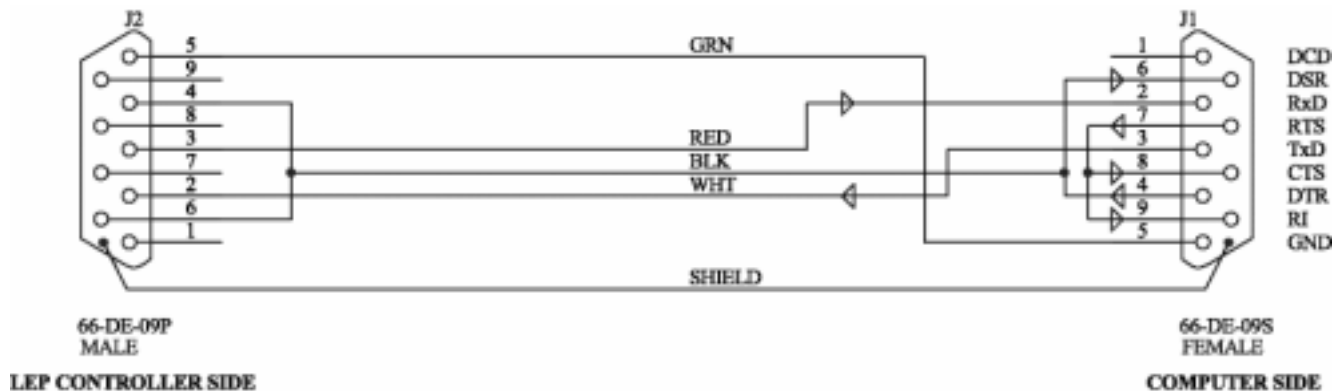 J2
J1
5
GRN
1
DCD
9
6
DSR
4
2
RxD
8
7
RTS
3
RED
3
TxD
7
BLK
8
CTS
2
WHT
4
DTR
6
9
RI
1
5
GND
SHIELD
66-DE-09P
MALE
66-DE-09S
FEMALE
LEP CONTROLLER SIDE
COMPUTER SIDE